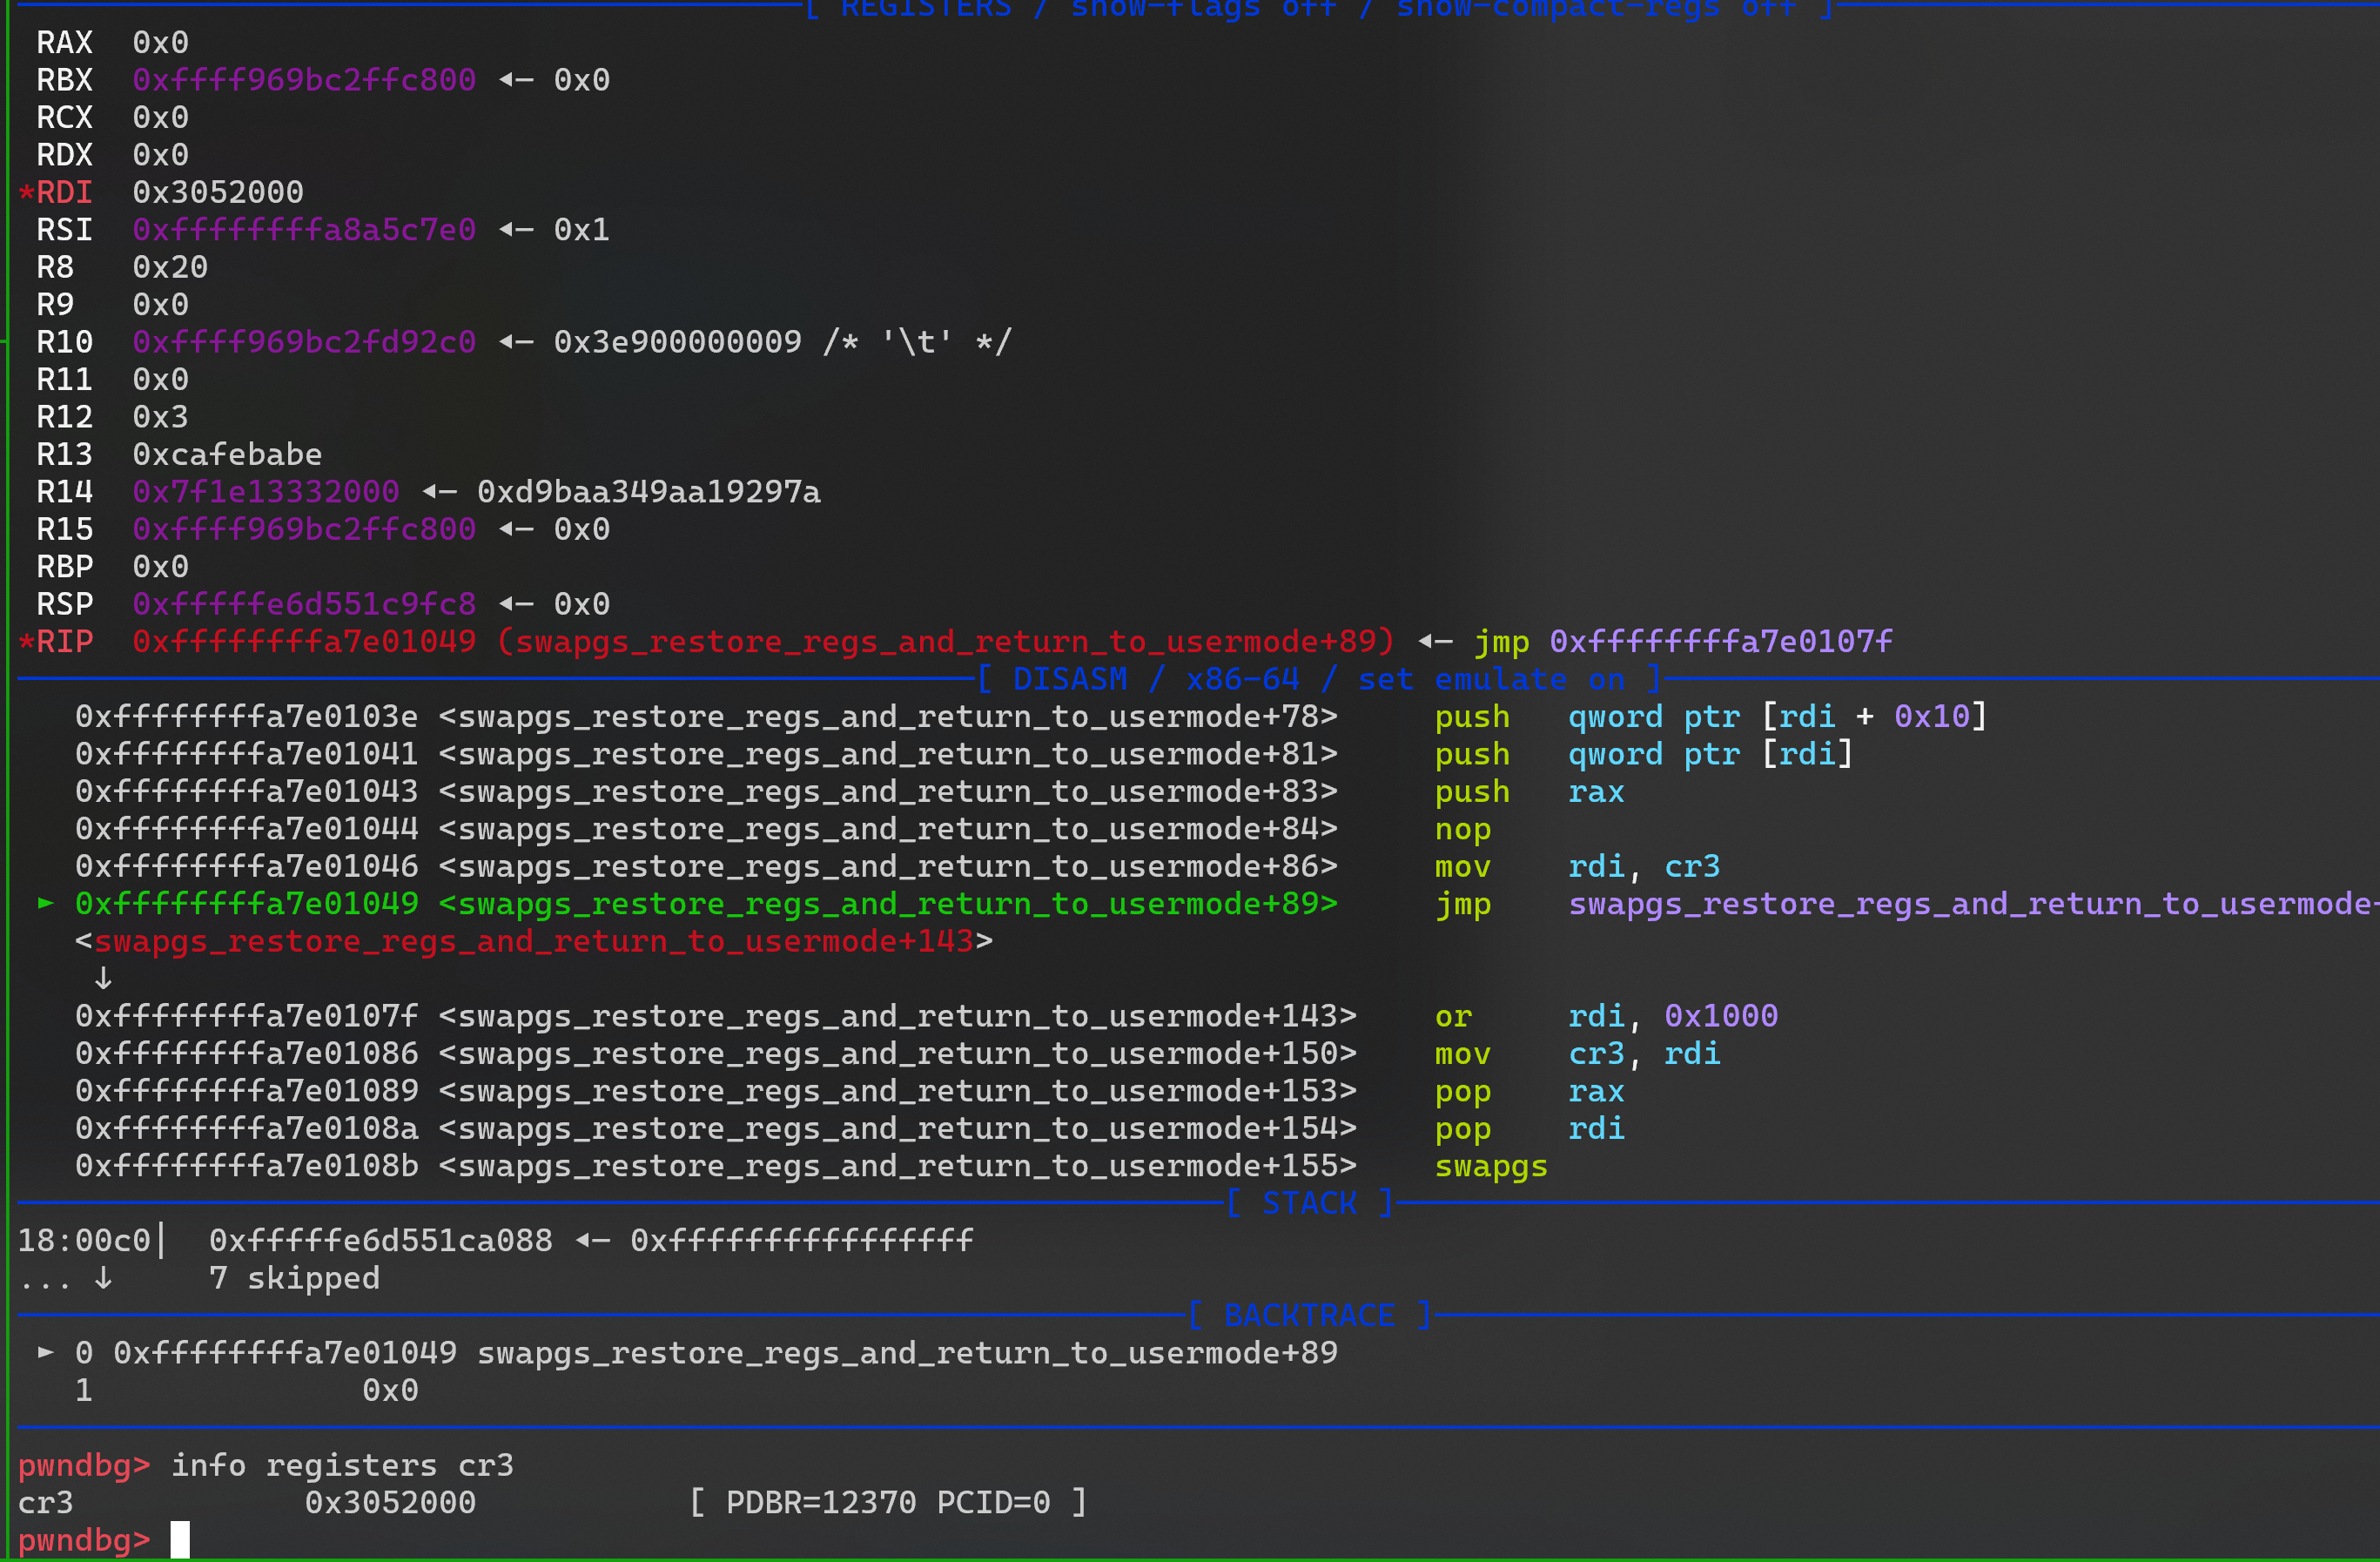 [ REGISTERS / show-flags off / show-compact-regs off ]
RAX 0x0
RBX 0xffff969bc2ffc800 ◂— 0x0
RCX 0x0
RDX 0x0
*RDI 0x3052000
RSI 0xffffffffa8a5c7e0 ◂— 0x1
R8 0x20
R9 0x0
R10 0xffff969bc2fd92c0 ◂— 0x3e900000009 /* '\t' */
R11 0x0
R12 0x3
R13 0xcafebabe
R14 0x7f1e13332000 ◂— 0xd9baa349aa19297a
R15 0xffff969bc2ffc800 ◂— 0x0
RBP 0x0
RSP 0xfffffe6d551c9fc8 ◂— 0x0
*RIP 0xffffffffa7e01049 (swapgs_restore_regs_and_return_to_usermode+89) ◂— jmp 0xffffffffa7e0107f
[ DISASM / x86-64 / set emulate on ]
0xffffffffa7e0103e <swapgs_restore_regs_and_return_to_usermode+78> push qword ptr [rdi + 0x10]
0xffffffffa7e01041 <swapgs_restore_regs_and_return_to_usermode+81> push qword ptr [rdi]
0xffffffffa7e01043 <swapgs_restore_regs_and_return_to_usermode+83> push rax
0xffffffffa7e01044 <swapgs_restore_regs_and_return_to_usermode+84> nop
0xffffffffa7e01046 <swapgs_restore_regs_and_return_to_usermode+86> mov rdi, cr3
► 0xffffffffa7e01049 <swapgs_restore_regs_and_return_to_usermode+89> jmp swapgs_restore_regs_and_return_to_usermode+
<swapgs_restore_regs_and_return_to_usermode+143>
↓
0xffffffffa7e0107f <swapgs_restore_regs_and_return_to_usermode+143> or rdi, 0x1000
0xffffffffa7e01086 <swapgs_restore_regs_and_return_to_usermode+150> mov cr3, rdi
0xffffffffa7e01089 <swapgs_restore_regs_and_return_to_usermode+153> pop rax
0xffffffffa7e0108a <swapgs_restore_regs_and_return_to_usermode+154> pop rdi
0xffffffffa7e0108b <swapgs_restore_regs_and_return_to_usermode+155> swapgs
[ STACK ]
18:00c0│ 0xfffffe6d551ca088 ◂— 0xffffffffffffffff
... ↓ 7 skipped
[ BACKTRACE ]
► 0 0xffffffffa7e01049 swapgs_restore_regs_and_return_to_usermode+89
1 0x0
pwndbg> info registers cr3
cr3 0x3052000 [ PDBR=12370 PCID=0 ]
pwndbg>